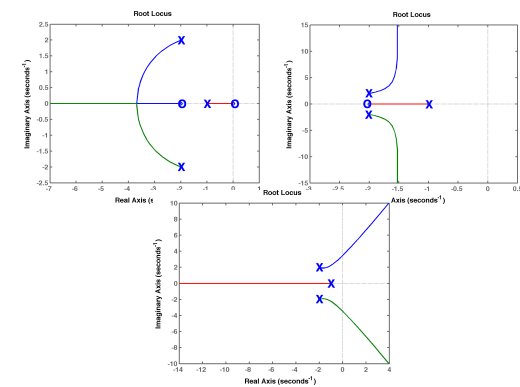 Root Locus
2.5
2
1.5
1
0.5
0
-0.5
-1
-1.5
-2
-2.5
Imaginary Axis (seconds-1)
-7 -6 -5 -4 -3 -2 -1 0 1
Real Axis (s
Root Locus
15
10
5
0
-5
-10
-15
Imaginary Axis (seconds-1)
-3 -2.5 -2 -1.5 -1 -0.5 0 0.5
Axis (seconds-1)
Root Locus
10
8
6
4
2
0
-2
-4
-6
-8
-10
Imaginary Axis (seconds-1)
-14 -12 -10 -8 -6 -4 -2 0 2 4
Real Axis (seconds-1)